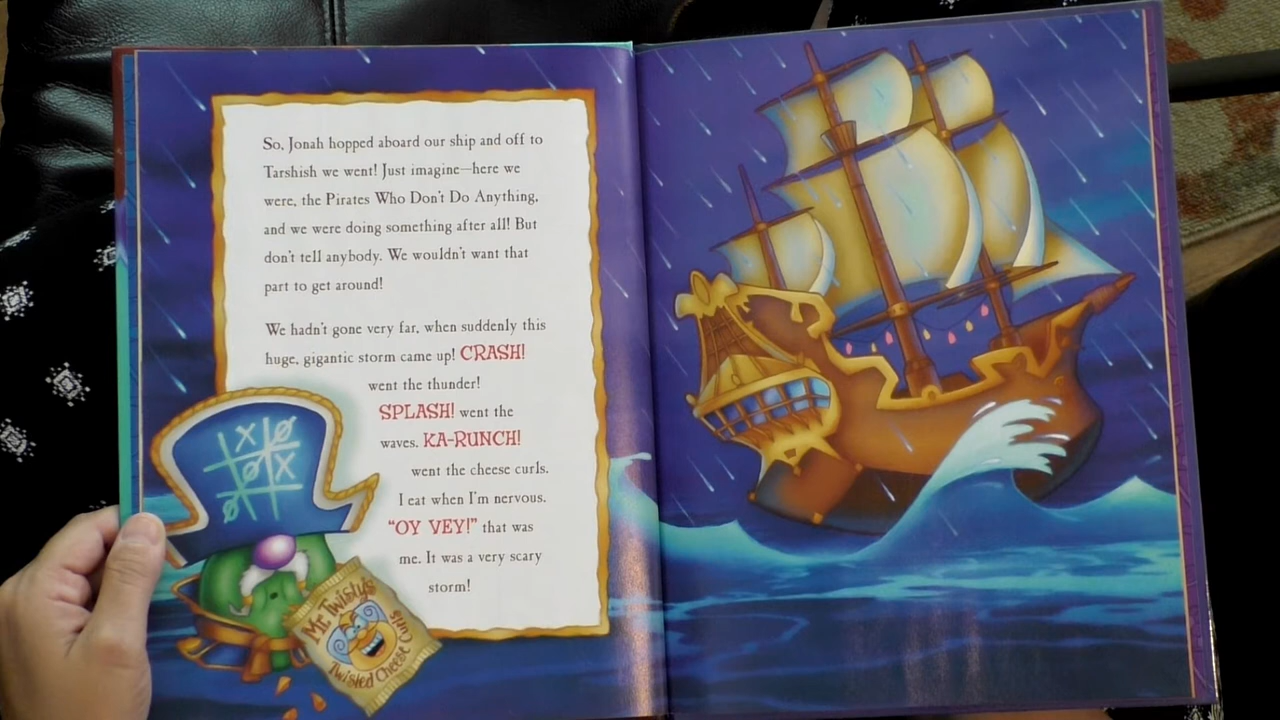 So, Jonah hopped aboard our ship and off to
Tarshish we went! Just imagine—here we
were, the Pirates Who Don't Do Anything,
and we were doing something after all! But
don't tell anybody. We wouldn't want that
part to get around!
We hadn't gone very far, when suddenly this
huge, gigantic storm came up! CRASH!
went the thunder!
SPLASH! went the
waves. KA-RUNCH!
went the cheese curls.
I eat when I'm nervous.
"OY VEY!" that was
me. It was a very scary
storm!
Mr. Twisty's
Twisted Cheese
Curls